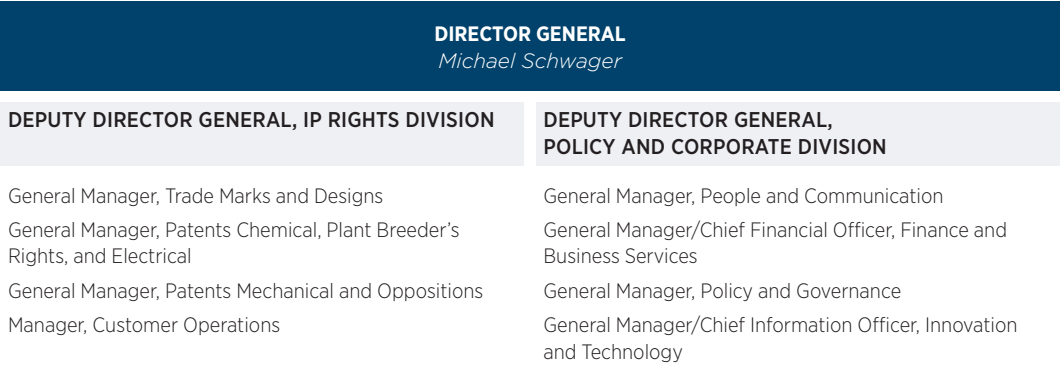 DIRECTOR GENERAL
Michael Schwager
DEPUTY DIRECTOR GENERAL, IP RIGHTS DIVISION
General Manager, Trade Marks and Designs
General Manager, Patents Chemical, Plant Breeder’s
Rights, and Electrical
General Manager, Patents Mechanical and Oppositions
Manager, Customer Operations
DEPUTY DIRECTOR GENERAL,
POLICY AND CORPORATE DIVISION
General Manager, People and Communication
General Manager/Chief Financial Officer, Finance and
Business Services
General Manager, Policy and Governance
General Manager/Chief Information Officer, Innovation
and Technology